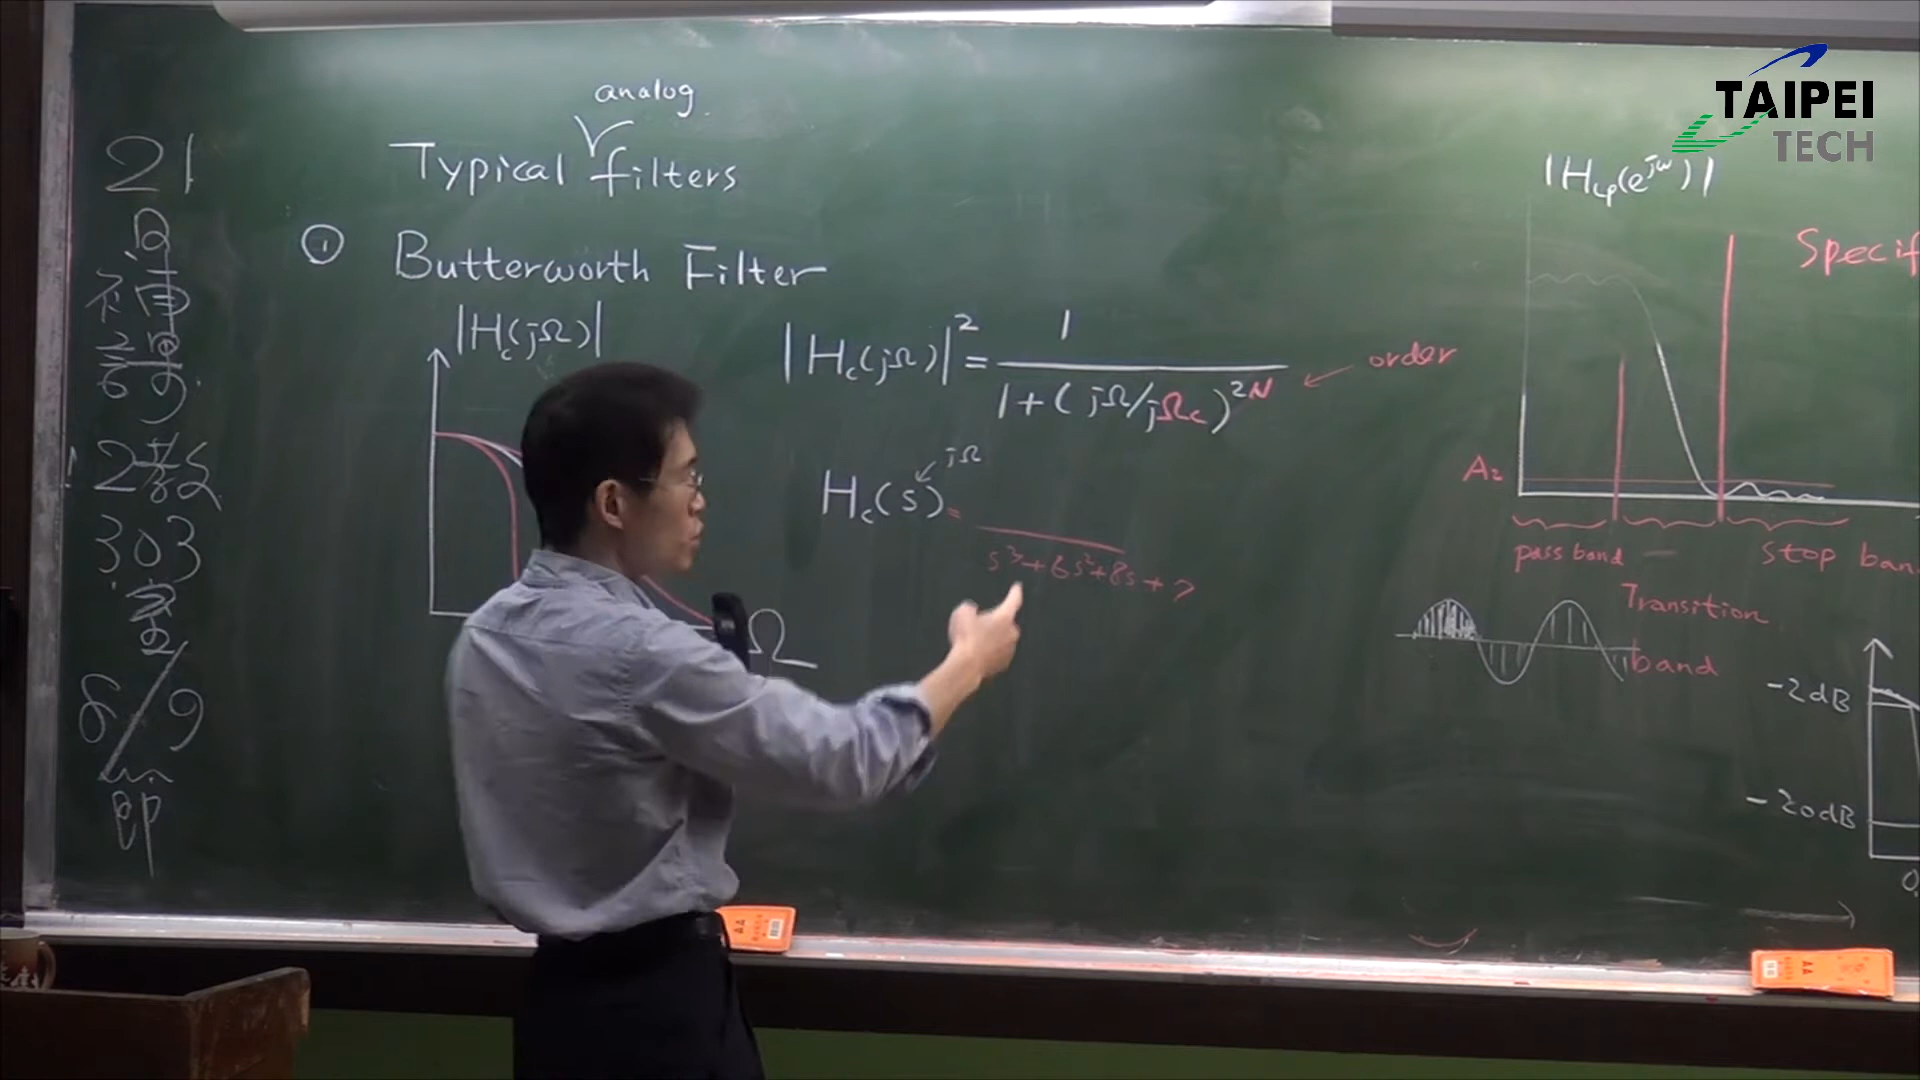 TAIPEI
TECH
analog
Typical filters
① Butterworth Filter
|Hc(jΩ)|
|Hc(jΩ)|² = 1 / 1+(jΩ/jΩc)^2N
order
Hc(s) =
jΩ
s³+6s²+8s+7
Ω
|HLP(e^jω)|
Specif
A₂
pass band
stop ban
Transition
band
-2dB
-20dB
0.
21
2教
303
8/9